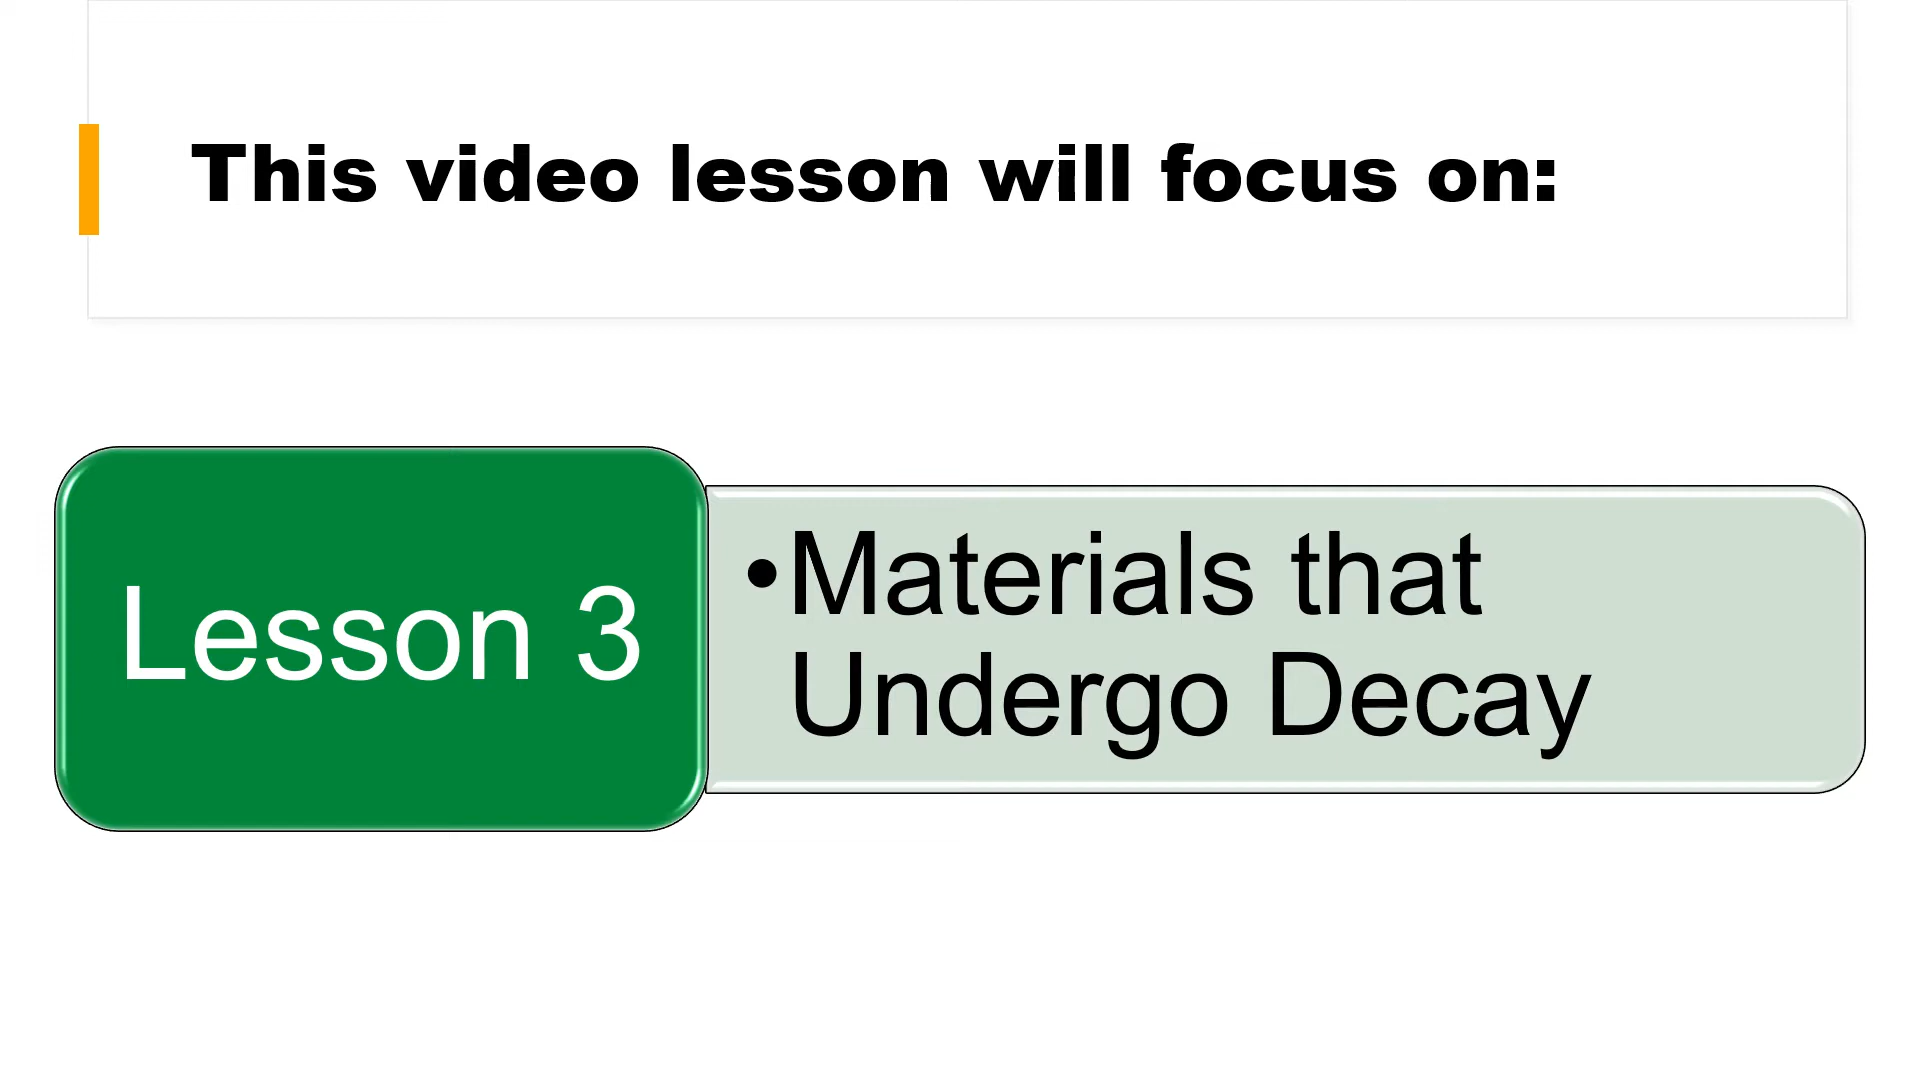 This video lesson will focus on:
Lesson 3
•Materials that
Undergo Decay